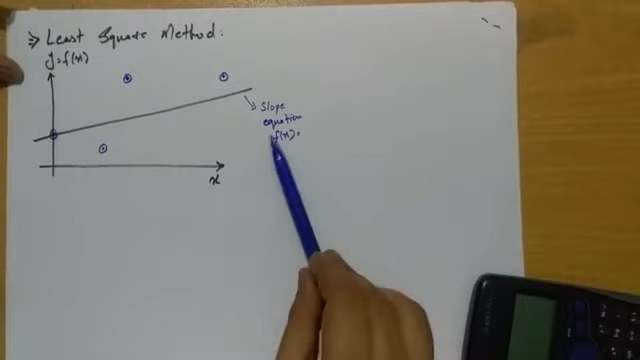 ⇒ Least Square Method:
y=f(x)
Slope
equation
f(x)=
x